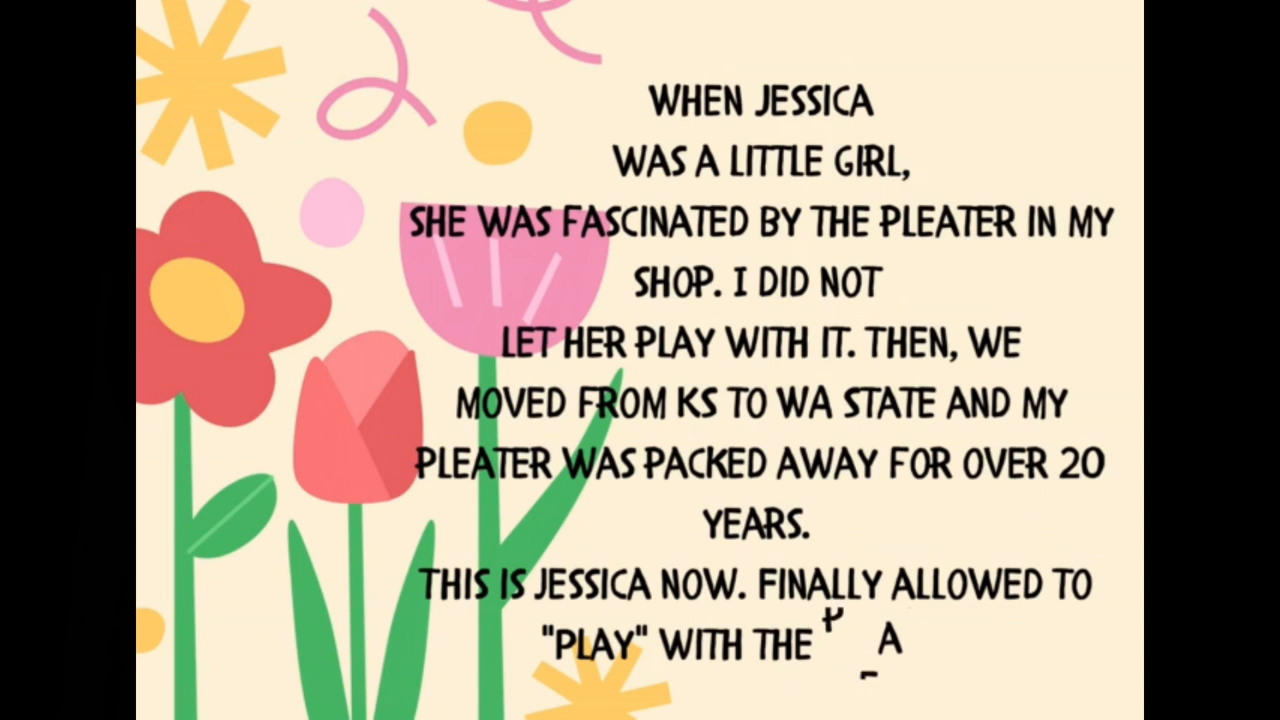 WHEN JESSICA
WAS A LITTLE GIRL,
SHE WAS FASCINATED BY THE PLEATER IN MY
SHOP. I DID NOT
LET HER PLAY WITH IT. THEN, WE
MOVED FROM KS TO WA STATE AND MY
PLEATER WAS PACKED AWAY FOR OVER 20
YEARS.
THIS IS JESSICA NOW. FINALLY ALLOWED TO
"PLAY" WITH THE